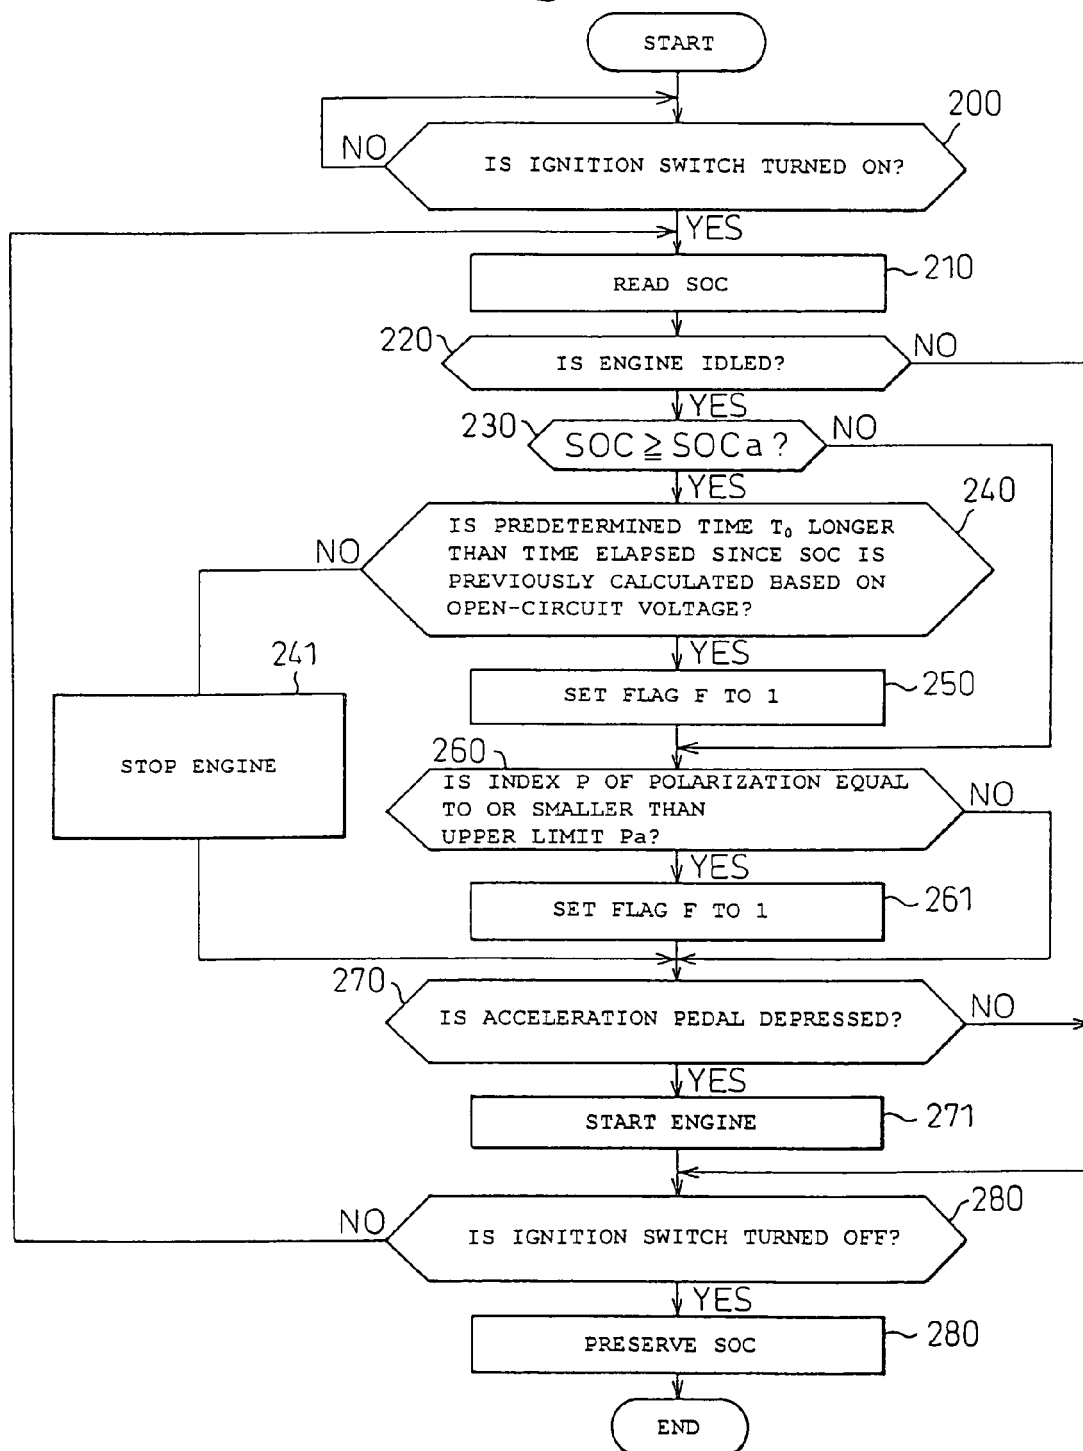 START
200
NO
IS IGNITION SWITCH TURNED ON?
YES
READ SOC
210
220
IS ENGINE IDLED?
NO
YES
230
SOC ≧ SOCa ?
NO
YES
240
NO
IS PREDETERMINED TIME T₀ LONGER
THAN TIME ELAPSED SINCE SOC IS
PREVIOUSLY CALCULATED BASED ON
OPEN-CIRCUIT VOLTAGE?
YES
241
STOP ENGINE
SET FLAG F TO 1
250
260
IS INDEX P OF POLARIZATION EQUAL
TO OR SMALLER THAN
UPPER LIMIT Pa?
NO
YES
SET FLAG F TO 1
261
270
IS ACCELERATION PEDAL DEPRESSED?
NO
YES
START ENGINE
271
280
NO
IS IGNITION SWITCH TURNED OFF?
YES
PRESERVE SOC
280
END